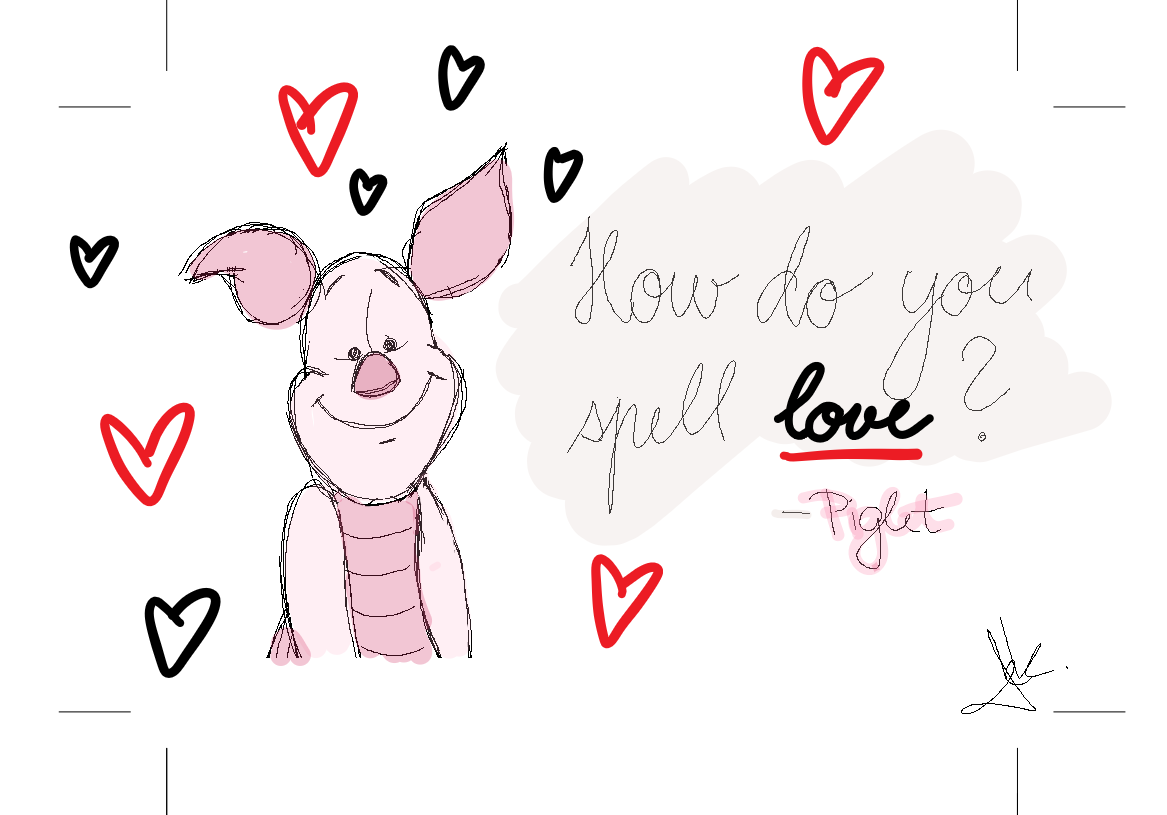 How do you
spell love?
– Piglet